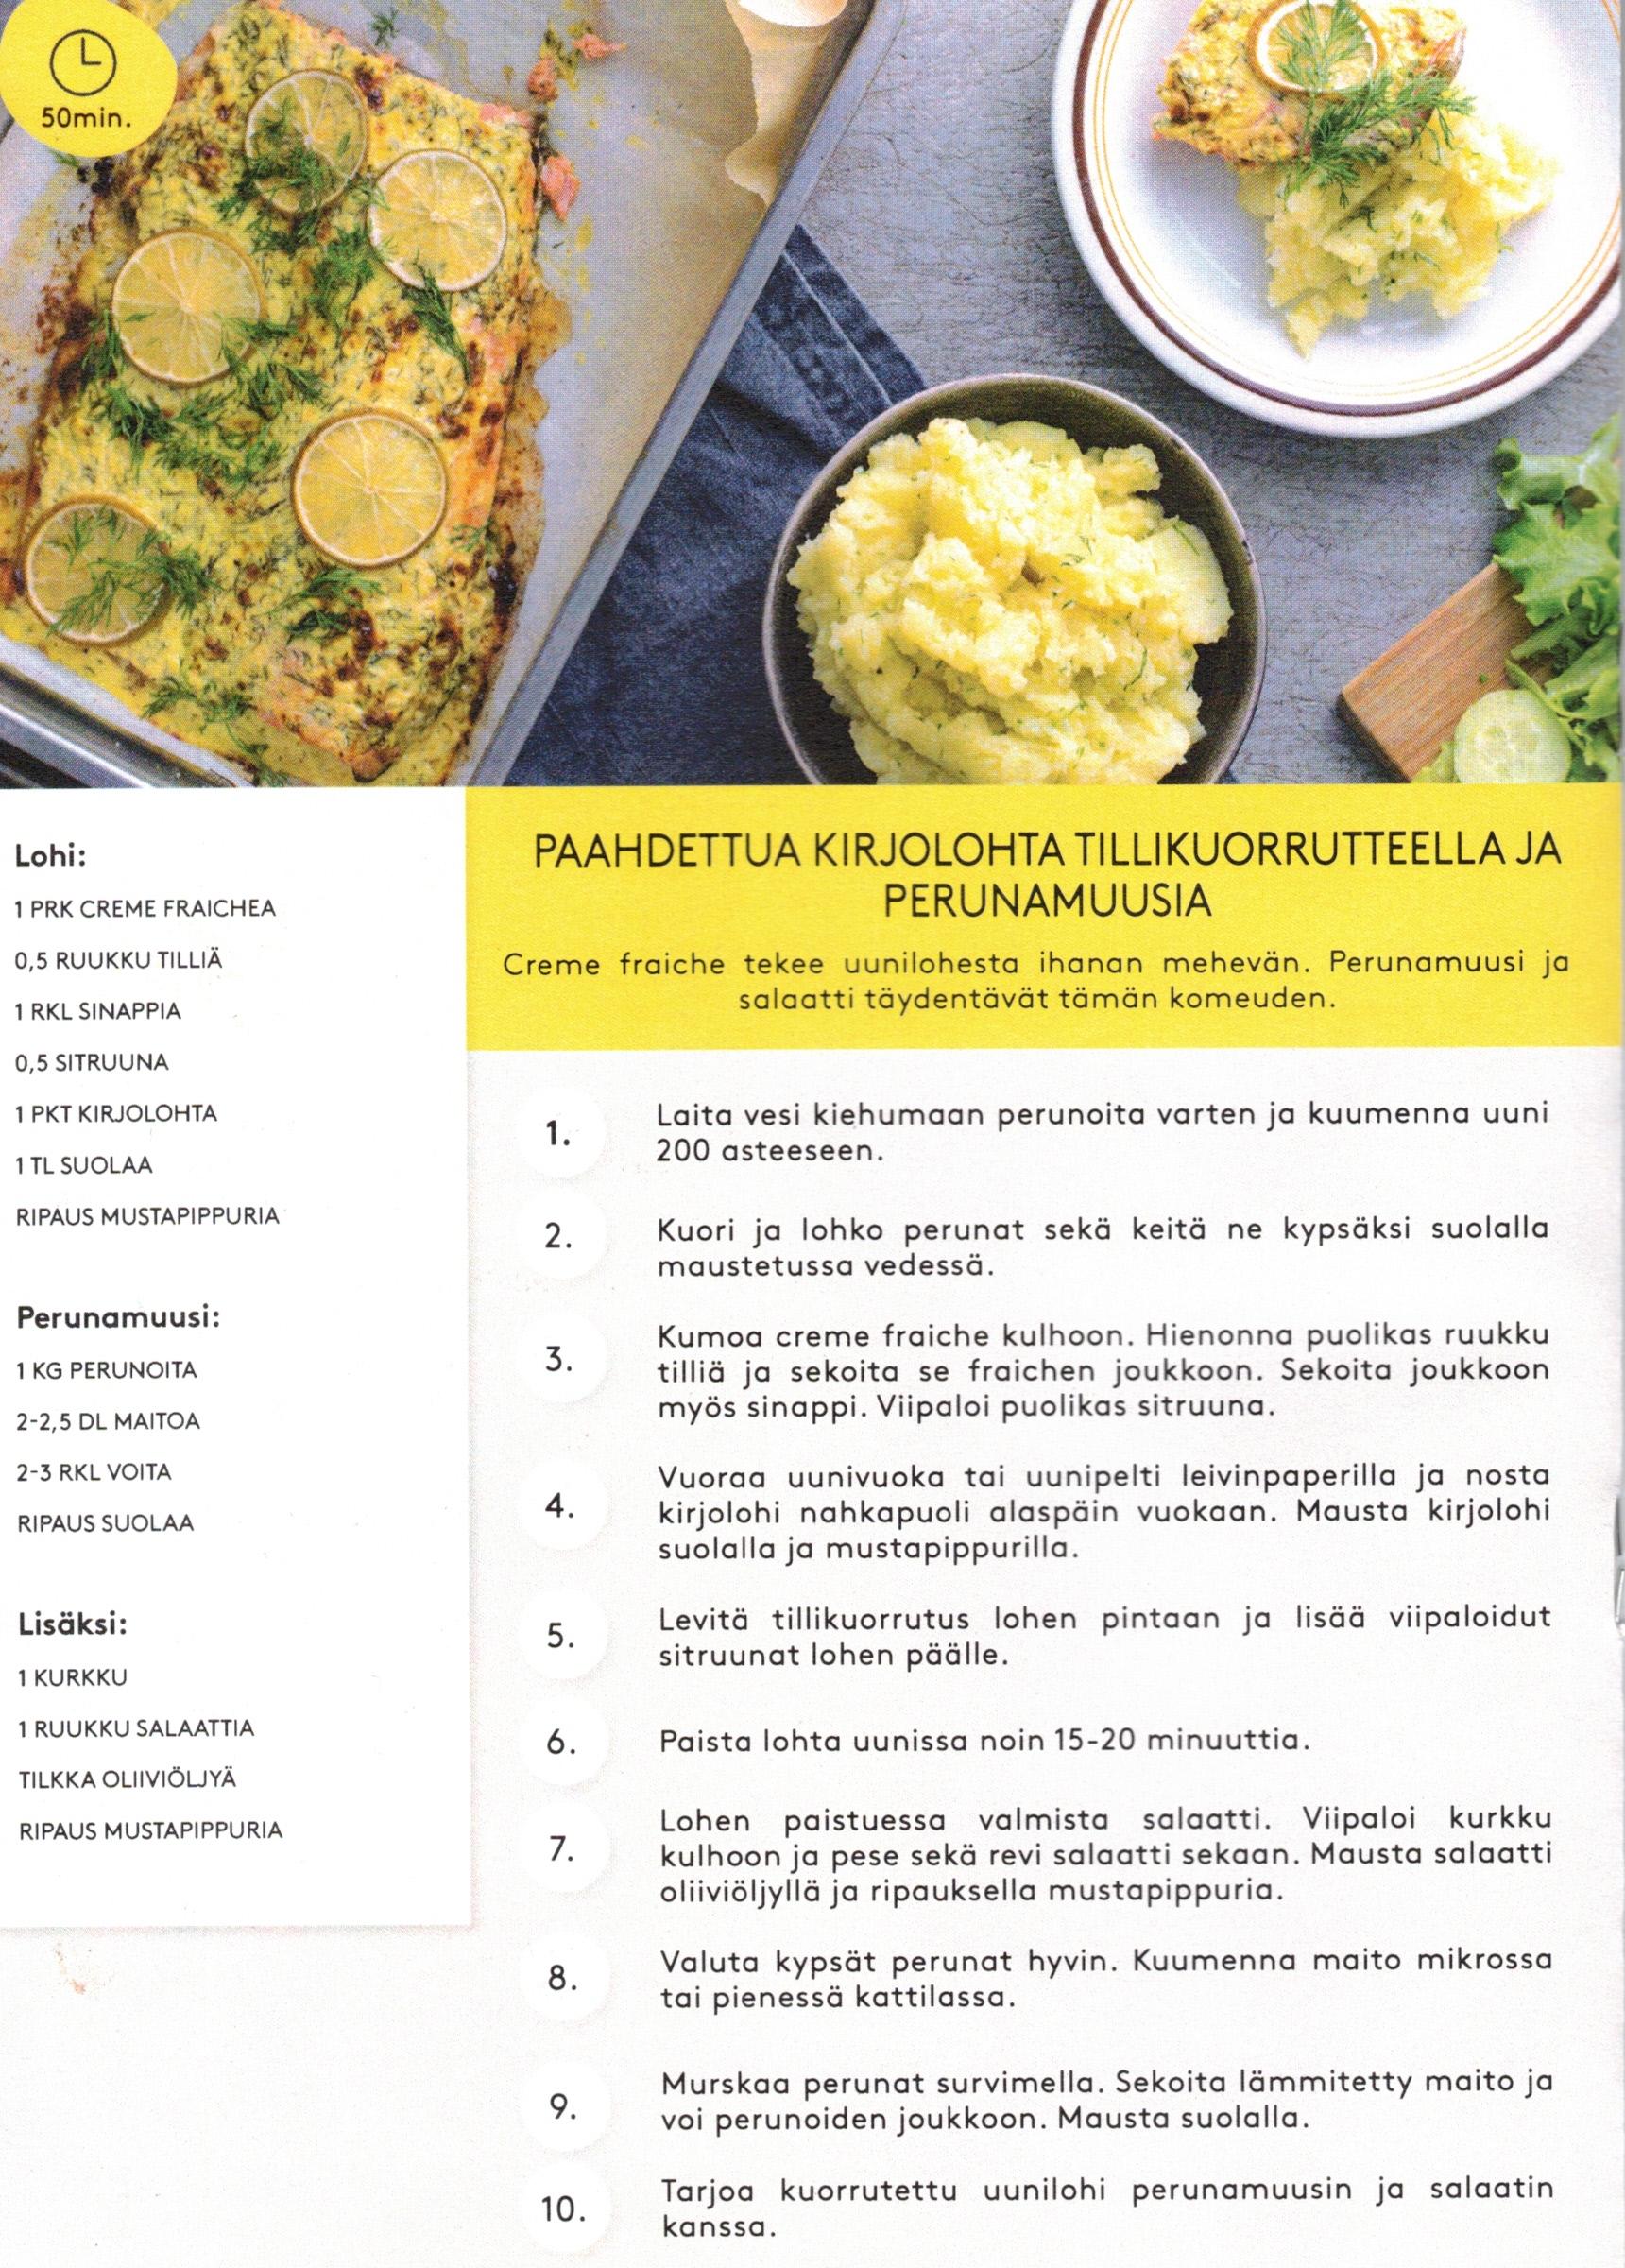 50min.
Lohi:
1 PRK CREME FRAICHEA
0,5 RUUKKU TILLIÄ
1 RKL SINAPPIA
0,5 SITRUUNA
1 PKT KIRJOLOHTA
1 TL SUOLAA
RIPAUS MUSTAPIPPURIA
Perunamuusi:
1 KG PERUNOITA
2-2,5 DL MAITOA
2-3 RKL VOITA
RIPAUS SUOLAA
Lisäksi:
1 KURKKU
1 RUUKKU SALAATTIA
TILKKA OLIIVIÖLJYÄ
RIPAUS MUSTAPIPPURIA
PAAHDETTUA KIRJOLOHTA TILLIKUORRUTTEELLA JA
PERUNAMUUSIA
Creme fraiche tekee uunilohesta ihanan mehevän. Perunamuusi ja
salaatti täydentävät tämän komeuden.
1.
Laita vesi kiehumaan perunoita varten ja kuumenna uuni
200 asteeseen.
2.
Kuori ja lohko perunat sekä keitä ne kypsäksi suolalla
maustetussa vedessä.
3.
Kumoa creme fraiche kulhoon. Hienonna puolikas ruukku
tilliä ja sekoita se fraichen joukkoon. Sekoita joukkoon
myös sinappi. Viipaloi puolikas sitruuna.
4.
Vuoraa uunivuoka tai uunipelti leivinpaperilla ja nosta
kirjolohi nahkapuoli alaspäin vuokaan. Mausta kirjolohi
suolalla ja mustapippurilla.
5.
Levitä tillikuorrutus lohen pintaan ja lisää viipaloidut
sitruunat lohen päälle.
6.
Paista lohta uunissa noin 15-20 minuuttia.
7.
Lohen paistuessa valmista salaatti. Viipaloi kurkku
kulhoon ja pese sekä revi salaatti sekaan. Mausta salaatti
oliiviöljyllä ja ripauksella mustapippuria.
8.
Valuta kypsät perunat hyvin. Kuumenna maito mikrossa
tai pienessä kattilassa.
9.
Murskaa perunat survimella. Sekoita lämmitetty maito ja
voi perunoiden joukkoon. Mausta suolalla.
10.
Tarjoa kuorrutettu uunilohi perunamuusin ja salaatin
kanssa.